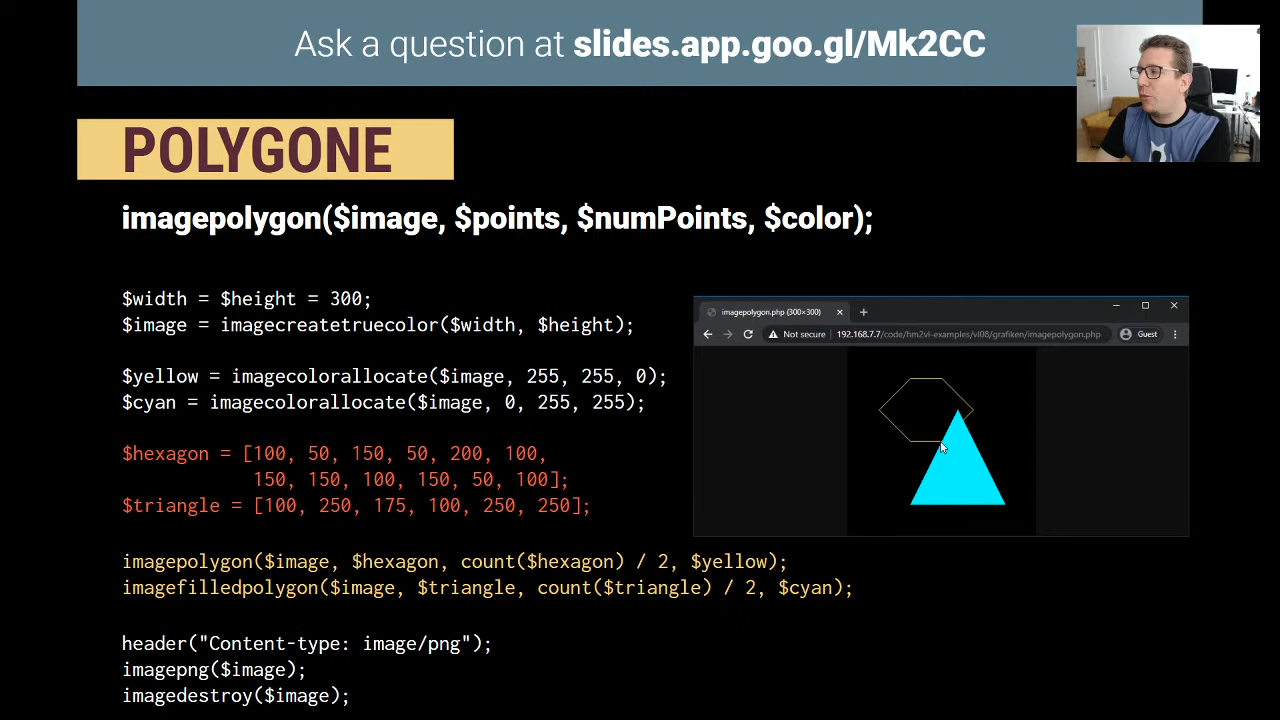 Ask a question at slides.app.goo.gl/Mk2CC
POLYGONE
imagepolygon($image, $points, $numPoints, $color);
$width = $height = 300;
$image = imagecreatetruecolor($width, $height);
$yellow = imagecolorallocate($image, 255, 255, 0);
$cyan = imagecolorallocate($image, 0, 255, 255);
$hexagon = [100, 50, 150, 50, 200, 100,
150, 150, 100, 150, 50, 100];
$triangle = [100, 250, 175, 100, 250, 250];
imagepolygon($image, $hexagon, count($hexagon) / 2, $yellow);
imagefilledpolygon($image, $triangle, count($triangle) / 2, $cyan);
header("Content-type: image/png");
imagepng($image);
imagedestroy($image);
imagepolygon.php (300×300)
Not secure 192.168.7.7/code/hm2vl-examples/vl08/grafiken/imagepolygon.php Guest